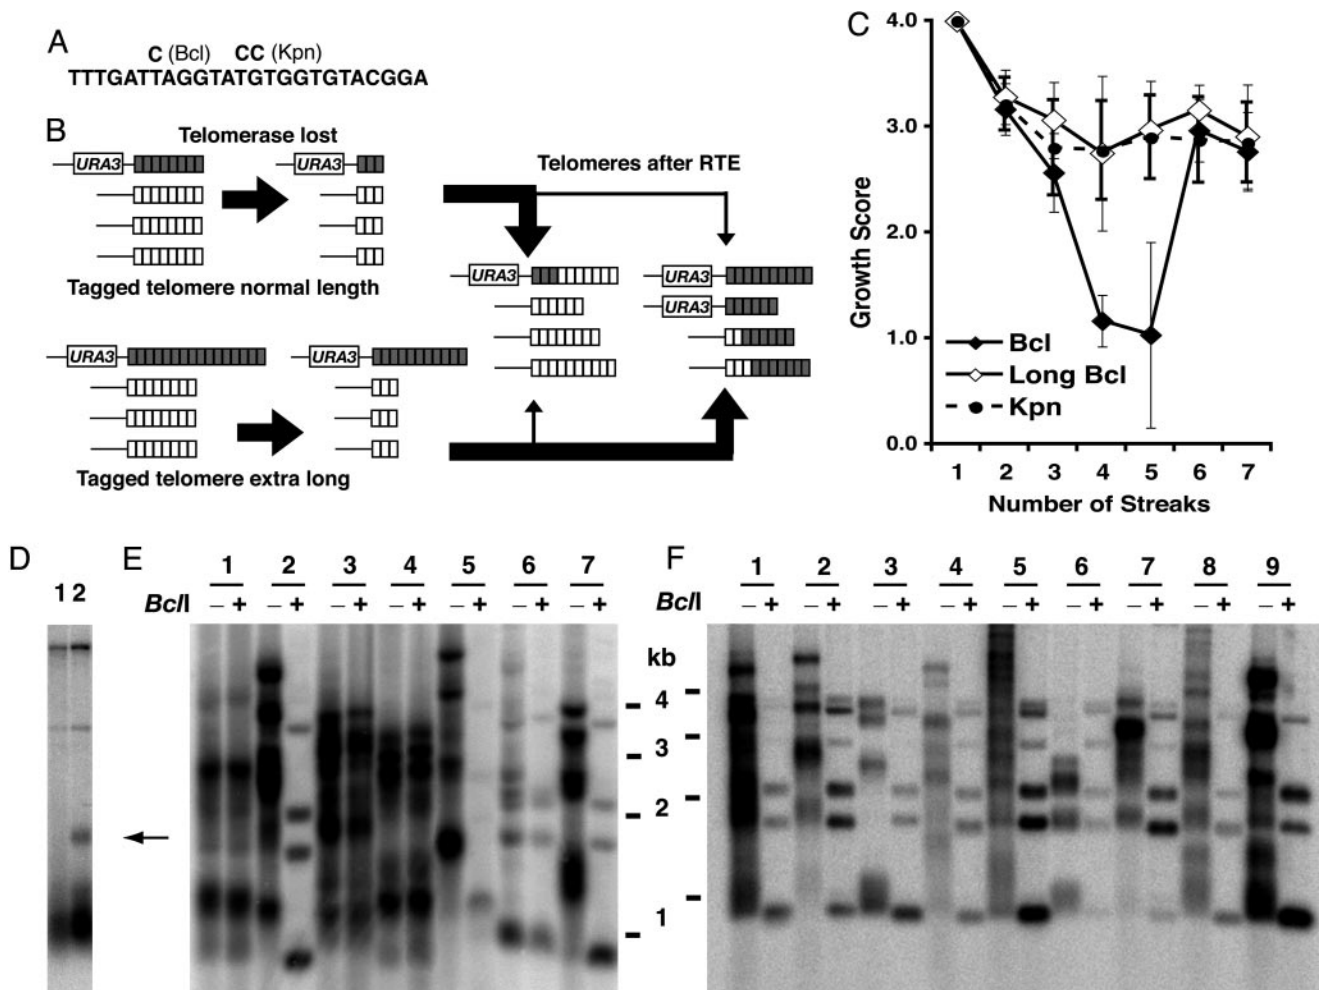 A
C (Bcl) CC (Kpn)
TTTGATTAGGTATGTGGTGTACGGA
B
Telomerase lost
URA3
URA3
Tagged telomere normal length
URA3
URA3
Tagged telomere extra long
Telomeres after RTE
URA3
URA3
URA3
C
Growth Score
4.0
3.0
2.0
1.0
0.0
Bcl
Long Bcl
Kpn
1 2 3 4 5 6 7
Number of Streaks
D
1 2
E
1 2 3 4 5 6 7
BclI – + – + – + – + – + – + – +
kb
4
3
2
1
F
1 2 3 4 5 6 7 8 9
BclI – + – + – + – + – + – + – + – + – +